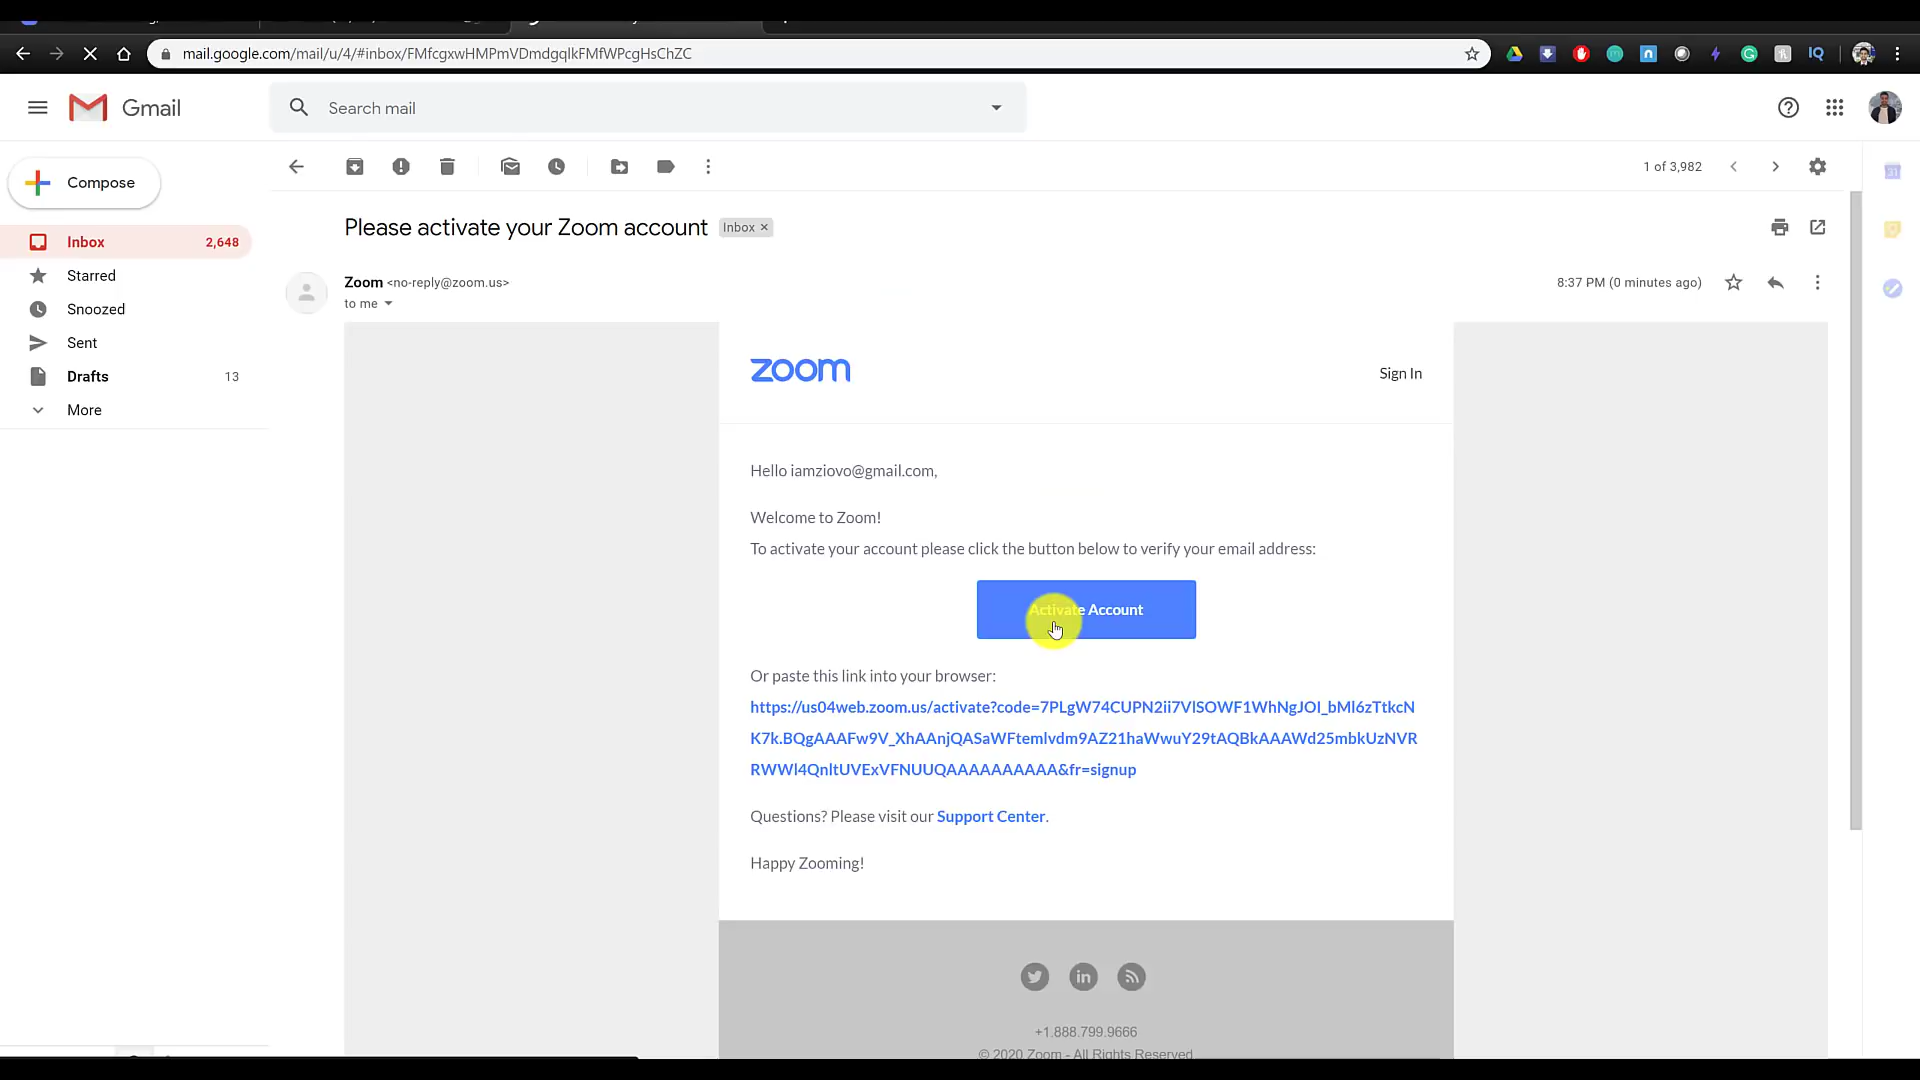 mail.google.com/mail/u/4/#inbox/FMfcgxwHMPmVDmdgqlkFMfWPcgHsChZC
Gmail
Search mail
Compose
1 of 3,982
Inbox 2,648
Starred
Snoozed
Sent
Drafts 13
More
Please activate your Zoom account Inbox ×
Zoom <no-reply@zoom.us>
8:37 PM (0 minutes ago)
to me
zoom
Sign In
Hello iamziovo@gmail.com,
Welcome to Zoom!
To activate your account please click the button below to verify your email address:
Activate Account
Or paste this link into your browser:
https://us04web.zoom.us/activate?code=7PLgW74CUPN2ii7VlSOWF1WhNgJOI_bMl6zTtkcN
K7k.BQgAAAFw9V_XhAAnjQASaWFtemlvdm9AZ21haWwuY29tAQBkAAAWd25mbkUzNVR
RWWl4QnltUVExVFNUUQAAAAAAAAAA&fr=signup
Questions? Please visit our Support Center.
Happy Zooming!
+1.888.799.9666
© 2020 Zoom - All Rights Reserved